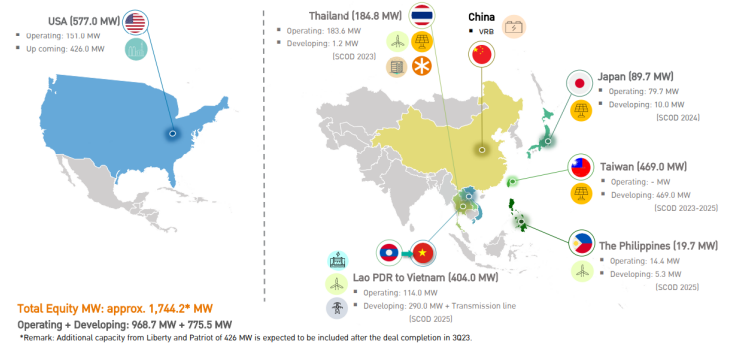 USA (577.0 MW)
▪ Operating: 151.0 MW
▪ Up coming: 426.0 MW
Thailand (184.8 MW)
▪ Operating: 183.6 MW
▪ Developing: 1.2 MW
(SCOD 2023)
China
▪ VRB
Japan (89.7 MW)
▪ Operating: 79.7 MW
▪ Developing: 10.0 MW
(SCOD 2024)
Taiwan (469.0 MW)
▪ Operating: - MW
▪ Developing: 469.0 MW
(SCOD 2023-2025)
The Philippines (19.7 MW)
▪ Operating: 14.4 MW
▪ Developing: 5.3 MW
(SCOD 2025)
Lao PDR to Vietnam (404.0 MW)
▪ Operating: 114.0 MW
▪ Developing: 290.0 MW + Transmission line
(SCOD 2025)
Total Equity MW: approx. 1,744.2* MW
Operating + Developing: 968.7 MW + 775.5 MW
*Remark: Additional capacity from Liberty and Patriot of 426 MW is expected to be included after the deal completion in 3Q23.